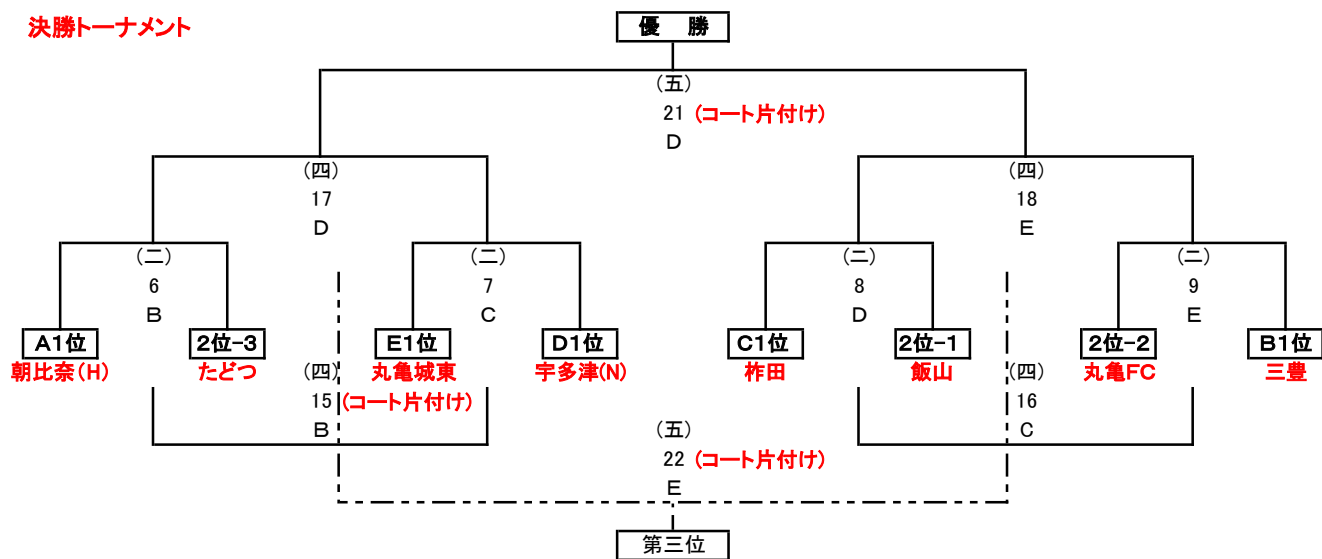 決勝トーナメント
優 勝
(五)
21 (コート片付け)
D
(四) (四)
17 18
D E
(二) (二) (二) (二)
6 7 8 9
B C D E
A1位 2位-3 E1位 D1位 C1位 2位-1 2位-2 B1位
朝比奈(H) たどつ 丸亀城東 宇多津(N) 柞田 飯山 丸亀FC 三豊
(四) (四)
15 (コート片付け) 16
B C
(五)
22 (コート片付け)
E
第三位